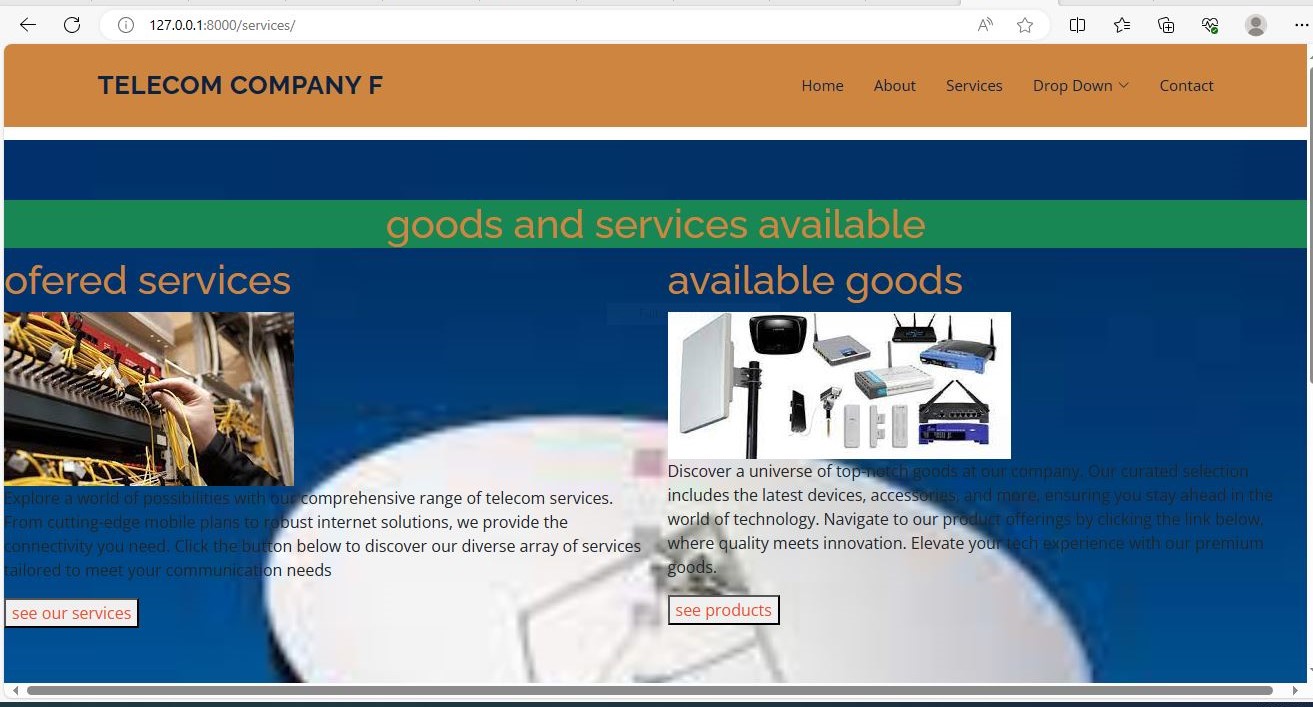 127.0.0.1:8000/services/
TELECOM COMPANY F
Home About Services Drop Down Contact
goods and services available
ofered services
available goods
Explore a world of possibilities with our comprehensive range of telecom services.
From cutting-edge mobile plans to robust internet solutions, we provide the
connectivity you need. Click the button below to discover our diverse array of services
tailored to meet your communication needs
see our services
Discover a universe of top-notch goods at our company. Our curated selection
includes the latest devices, accessories, and more, ensuring you stay ahead in the
world of technology. Navigate to our product offerings by clicking the link below,
where quality meets innovation. Elevate your tech experience with our premium
goods.
see products